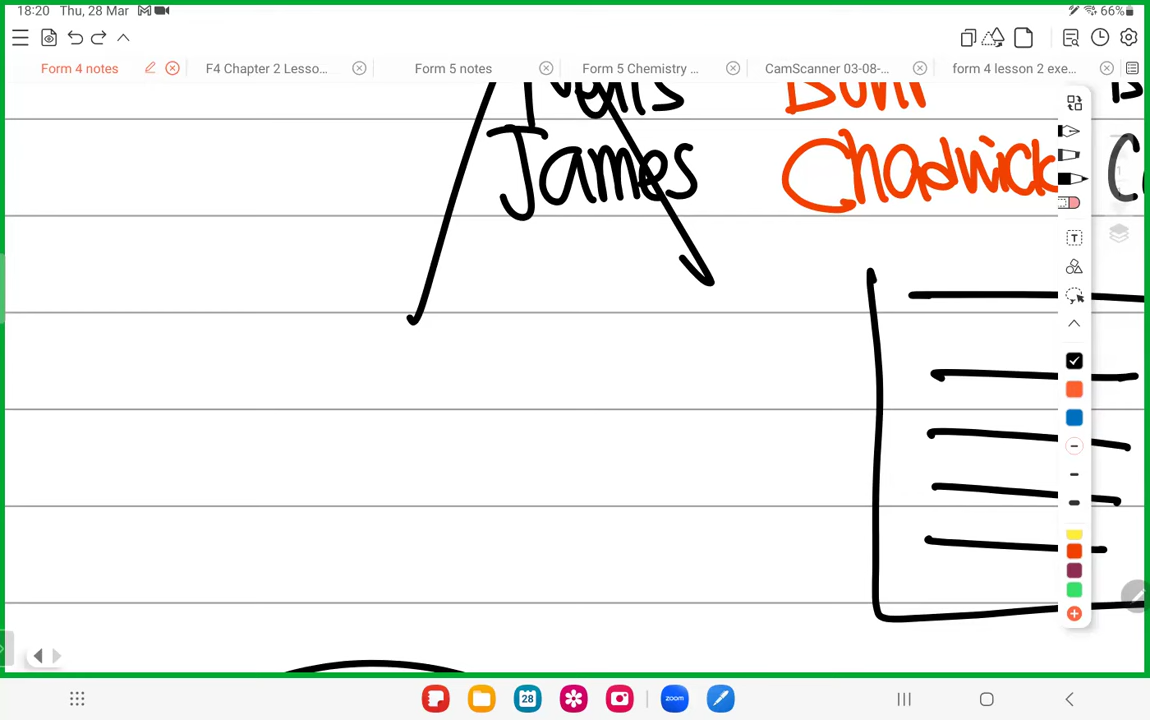 18:20 Thu, 28 Mar
66%
Form 4 notes
F4 Chapter 2 Lesso...
Form 5 notes
Form 5 Chemistry ...
CamScanner 03-08-...
form 4 lesson 2 exe...
James Chadwick
T
28
zoom